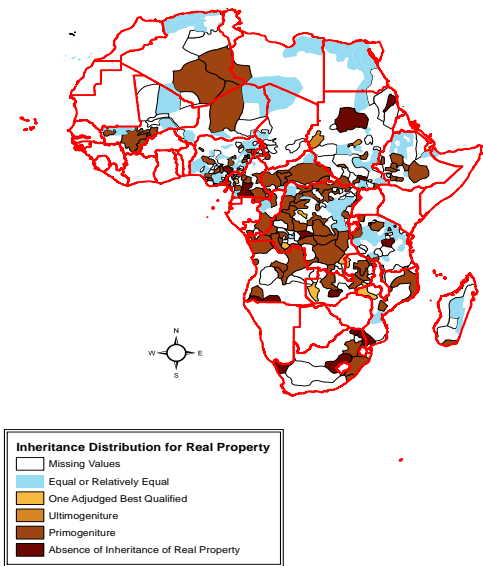 N
W E
S
Inheritance Distribution for Real Property
Missing Values
Equal or Relatively Equal
One Adjudged Best Qualified
Ultimogeniture
Primogeniture
Absence of Inheritance of Real Property